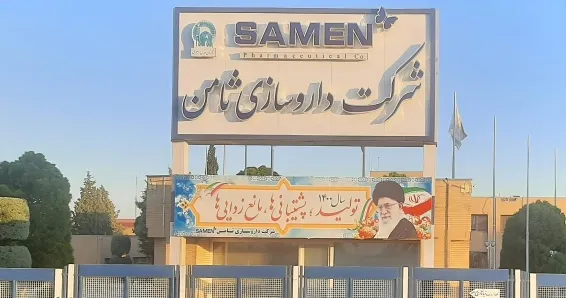 SAMEN
Pharmaceutical Co
شرکت داروسازی ثامن
سال ۱۴۰۰
تولید؛ پشتیبانی‌ها، مانع زدایی‌ها
شرکت داروسازی ثامن SAMEN